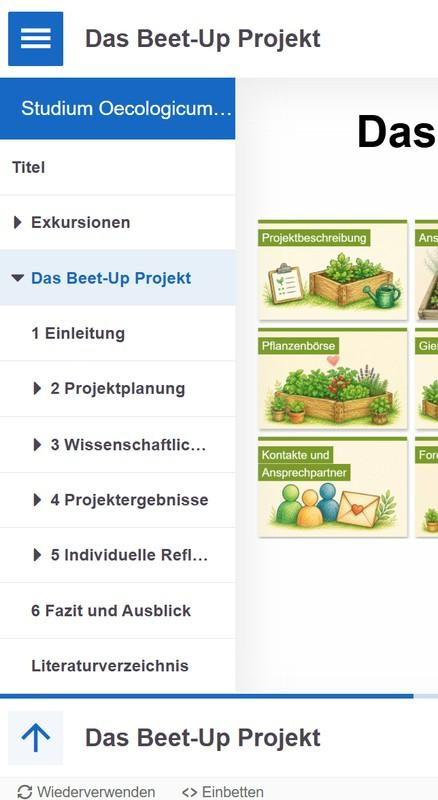 Das Beet-Up Projekt
Studium Oecologicum…
Titel
Exkursionen
Das Beet-Up Projekt
1 Einleitung
2 Projektplanung
3 Wissenschaftlic…
4 Projektergebnisse
5 Individuelle Refl…
6 Fazit und Ausblick
Literaturverzeichnis
Das
Projektbeschreibung
Ans
Pflanzenbörse
Gie
Kontakte und
Ansprechpartner
For
Das Beet-Up Projekt
Wiederverwenden
<> Einbetten